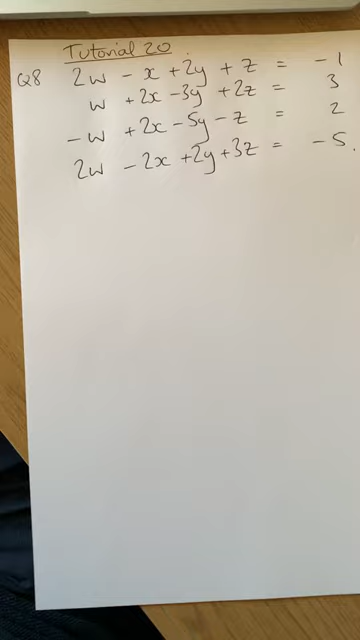 Tutorial 20.
Q8 2w - x + 2y + z = -1
w + 2x - 3y + 2z = 3
-w + 2x - 5y - z = 2
2w - 2x + 2y + 3z = -5.